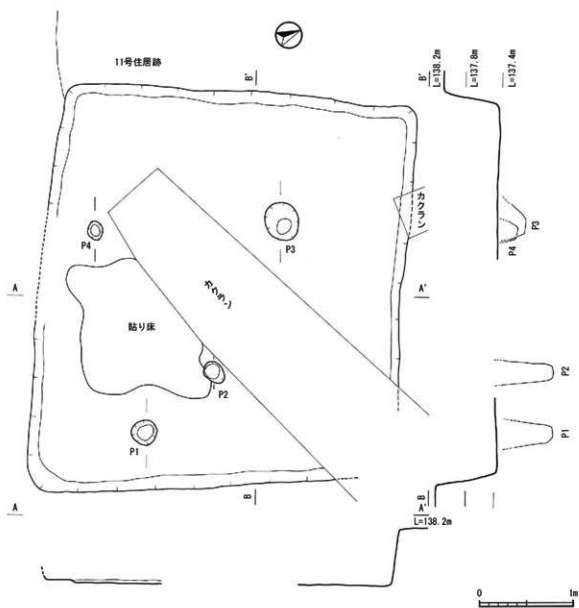 11号住居跡
B'
B'
L=138.2m
L=137.8m
L=137.4m
カクラン
P4
P3
P4
P3
A
A'
カクラン
貼り床
P2
P2
P1
P1
B
B
A
A'
L=138.2m
0
1m